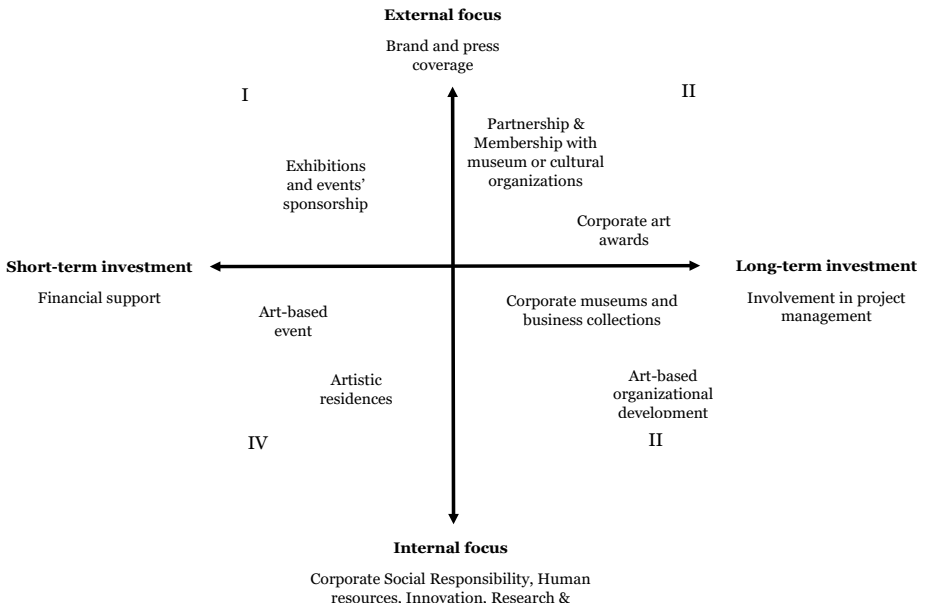 External focus
Brand and press
coverage
I
II
Partnership &
Membership with
museum or cultural
organizations
Exhibitions
and events’
sponsorship
Corporate art
awards
Short-term investment
Financial support
Long-term investment
Involvement in project
management
Art-based
event
Corporate museums and
business collections
Artistic
residences
Art-based
organizational
development
IV
II
Internal focus
Corporate Social Responsibility, Human
resources, Innovation, Research &